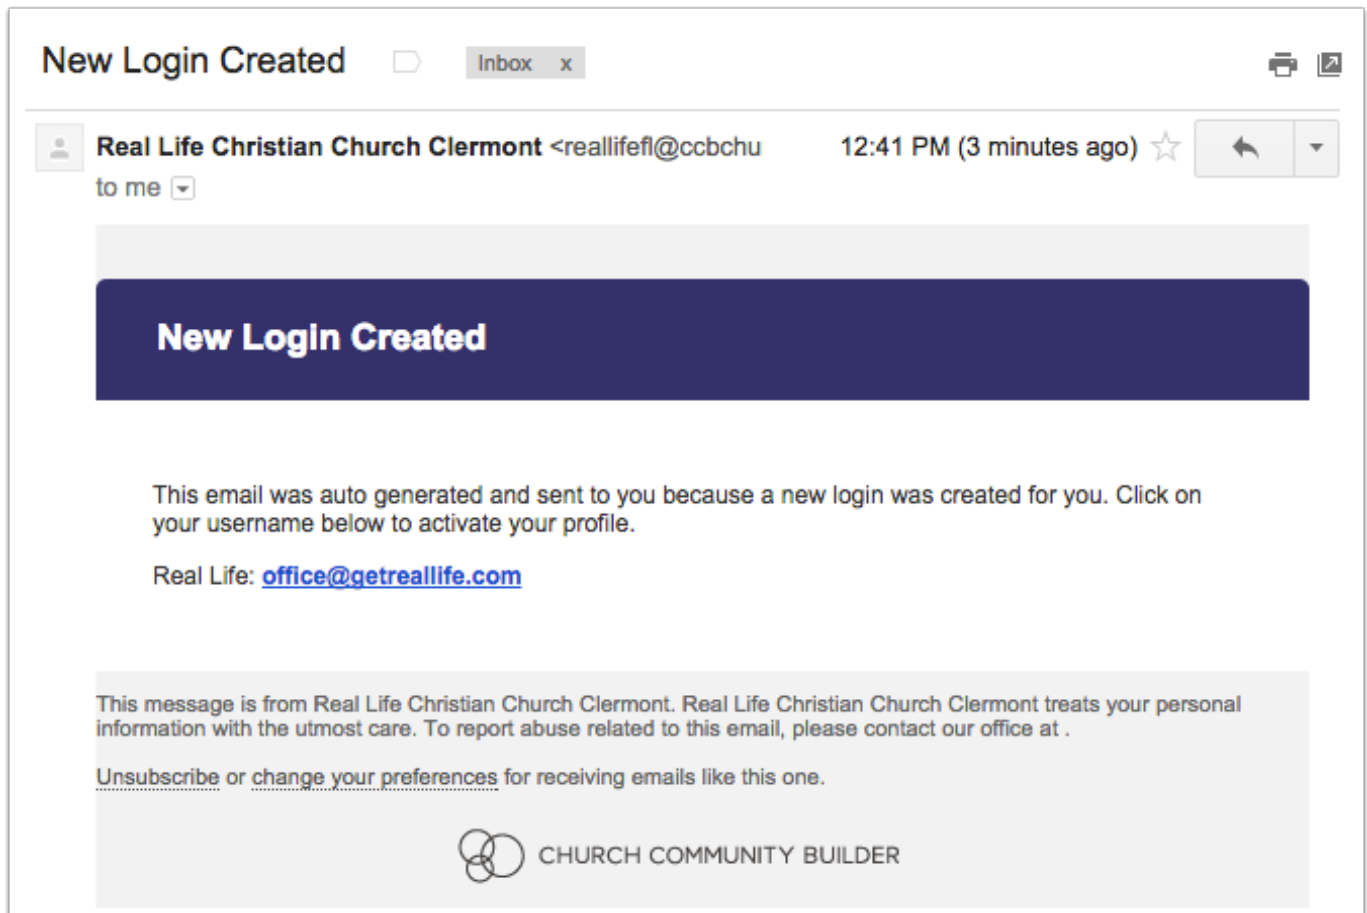 New Login Created
Inbox x
Real Life Christian Church Clermont <reallifefl@ccbchu 12:41 PM (3 minutes ago)
to me
New Login Created
This email was auto generated and sent to you because a new login was created for you. Click on
your username below to activate your profile.
Real Life: office@getreallife.com
This message is from Real Life Christian Church Clermont. Real Life Christian Church Clermont treats your personal
information with the utmost care. To report abuse related to this email, please contact our office at .
Unsubscribe or change your preferences for receiving emails like this one.
CHURCH COMMUNITY BUILDER